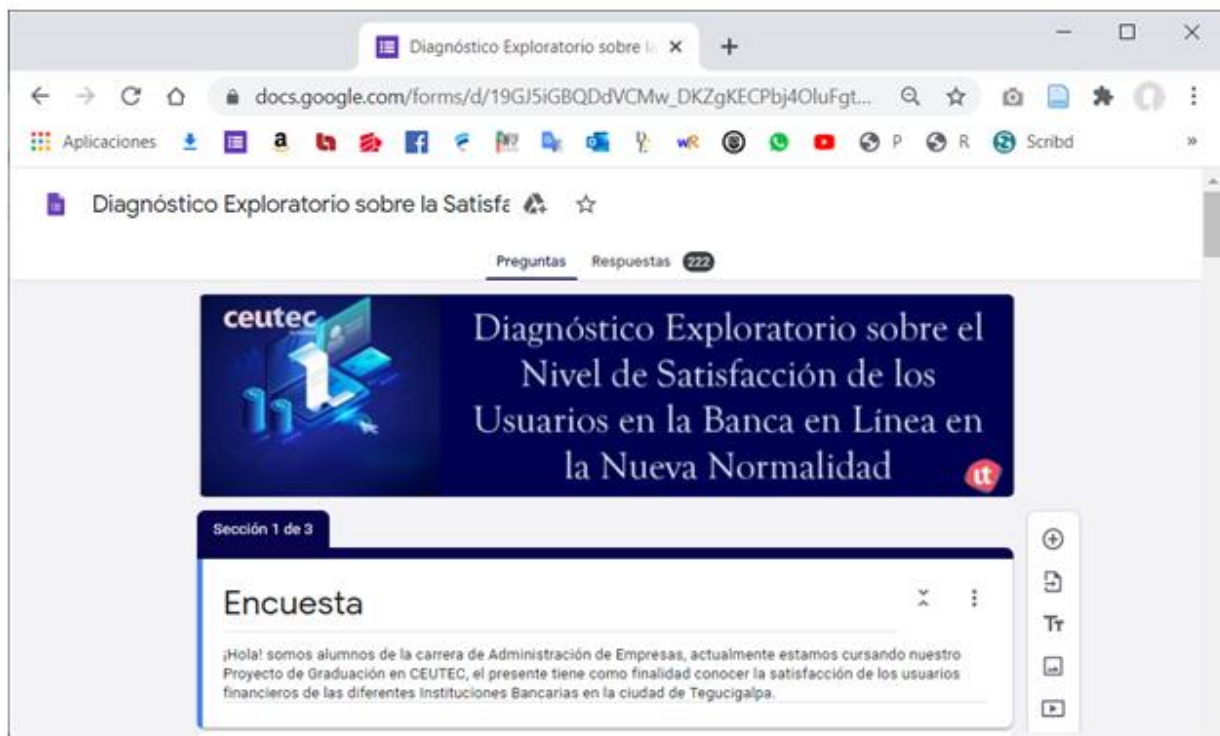 Diagnóstico Exploratorio sobre l
docs.google.com/forms/d/19GJ5iGBQDdVCMw_DKZgKECPbj4OluFgt...
Aplicaciones
a
wR
P
R
Scribd
»
Diagnóstico Exploratorio sobre la Satisfa
Preguntas Respuestas 222
ceutec
Diagnóstico Exploratorio sobre el
Nivel de Satisfacción de los
Usuarios en la Banca en Línea en
la Nueva Normalidad
ut
Sección 1 de 3
Encuesta
¡Hola! somos alumnos de la carrera de Administración de Empresas, actualmente estamos cursando nuestro
Proyecto de Graduación en CEUTEC, el presente tiene como finalidad conocer la satisfacción de los usuarios
financieros de las diferentes Instituciones Bancarias en la ciudad de Tegucigalpa.
Tт